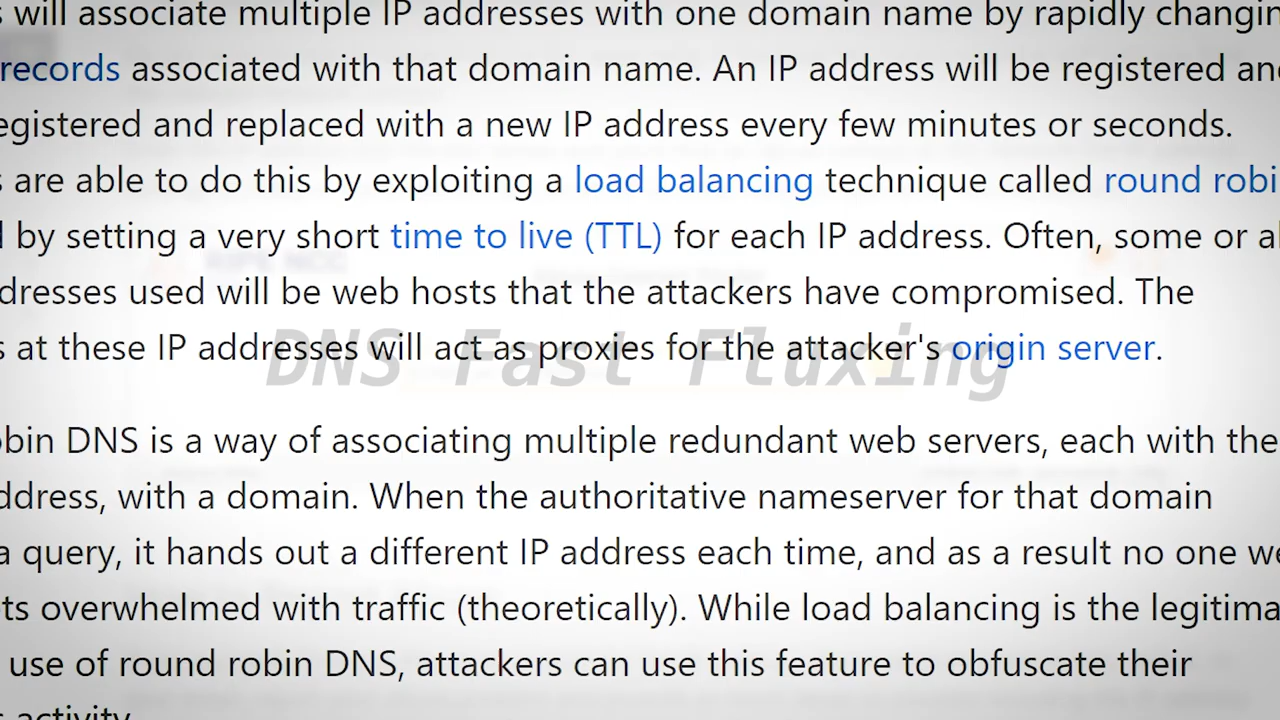 s will associate multiple IP addresses with one domain name by rapidly changin
records associated with that domain name. An IP address will be registered and
egistered and replaced with a new IP address every few minutes or seconds.
s are able to do this by exploiting a load balancing technique called round robi
d by setting a very short time to live (TTL) for each IP address. Often, some or al
dresses used will be web hosts that the attackers have compromised. The
s at these IP addresses will act as proxies for the attacker's origin server.
DNS Fast Fluxing
obin DNS is a way of associating multiple redundant web servers, each with the
ddress, with a domain. When the authoritative nameserver for that domain
a query, it hands out a different IP address each time, and as a result no one we
ts overwhelmed with traffic (theoretically). While load balancing is the legitima
use of round robin DNS, attackers can use this feature to obfuscate their
s activity.